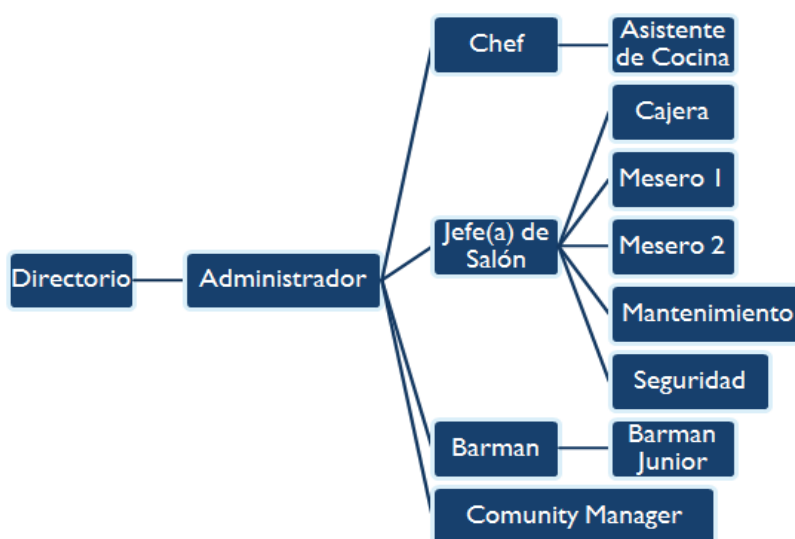 Directorio
Administrador
Chef
Asistente
de Cocina
Jefe(a) de
Salón
Cajera
Mesero 1
Mesero 2
Mantenimiento
Seguridad
Barman
Barman
Junior
Comunity Manager